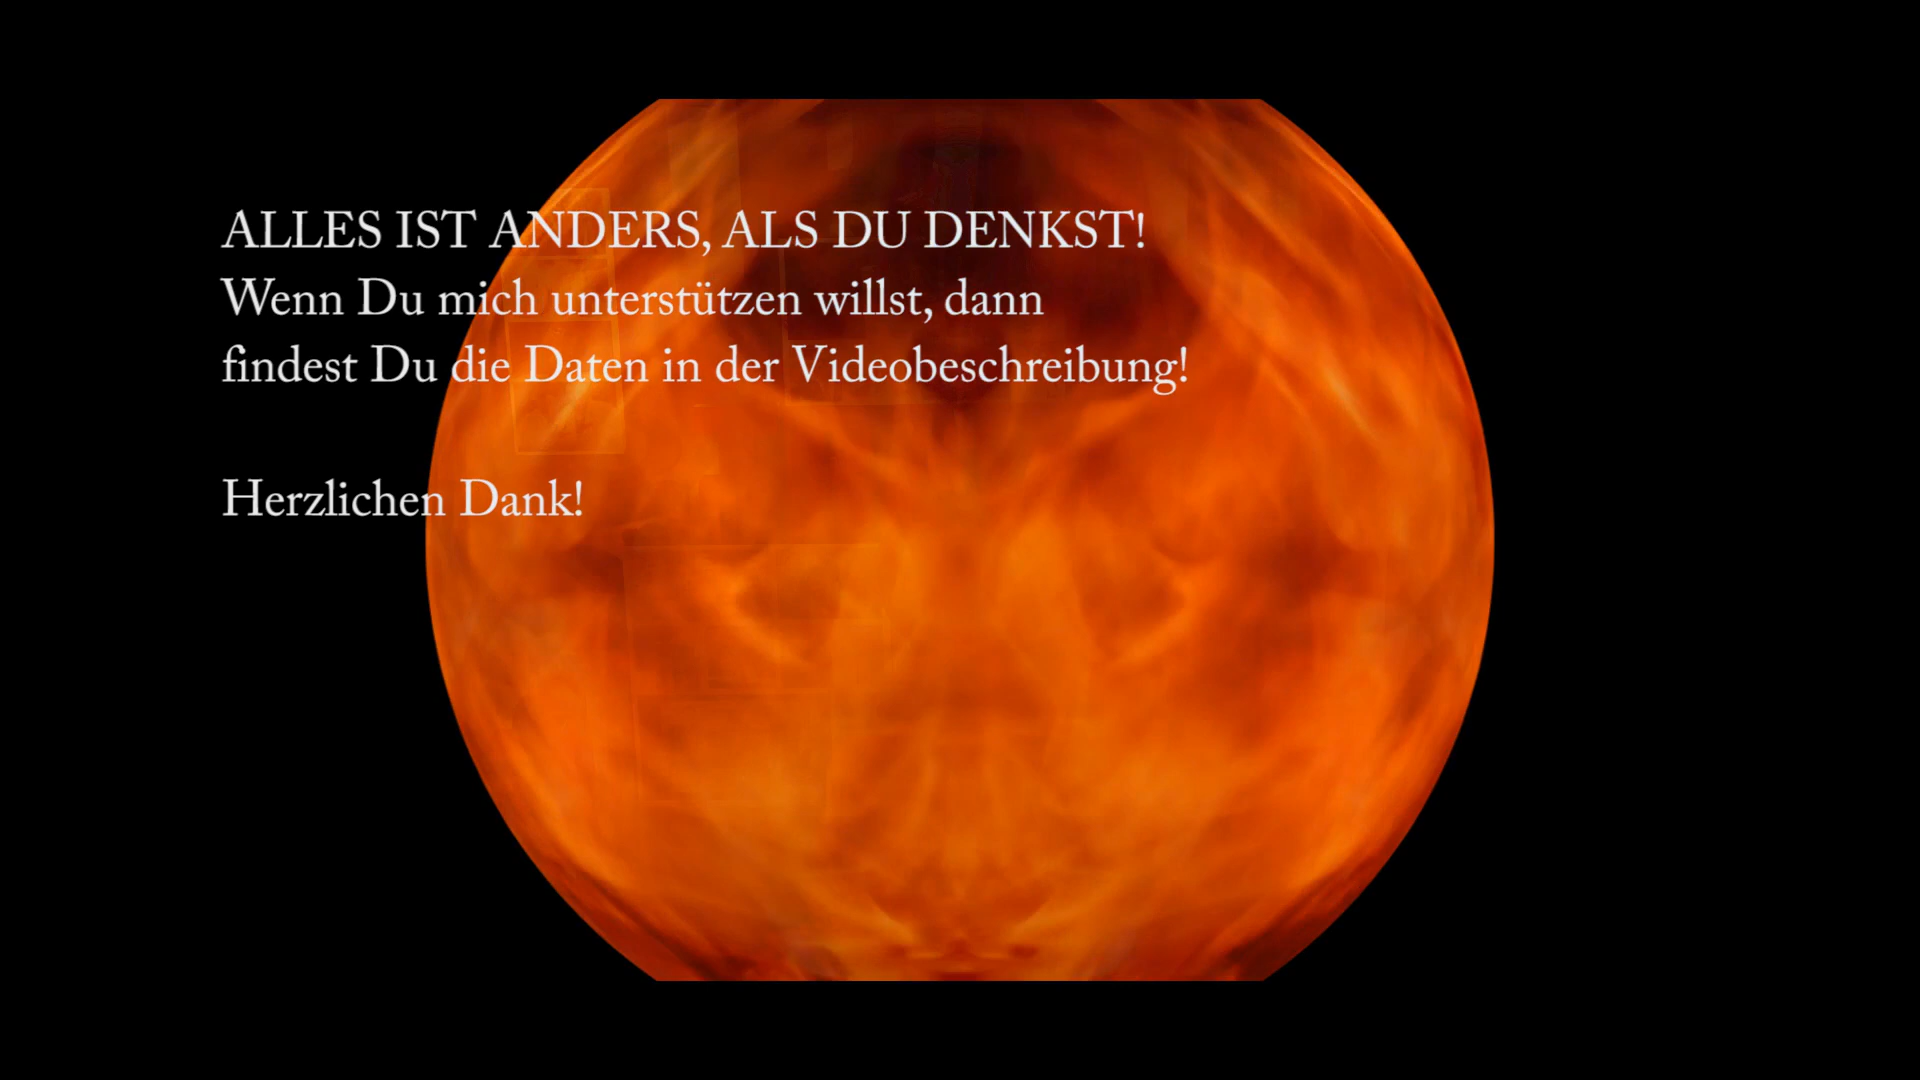 ALLES IST ANDERS, ALS DU DENKST!
Wenn Du mich unterstützen willst, dann
findest Du die Daten in der Videobeschreibung!
Herzlichen Dank!